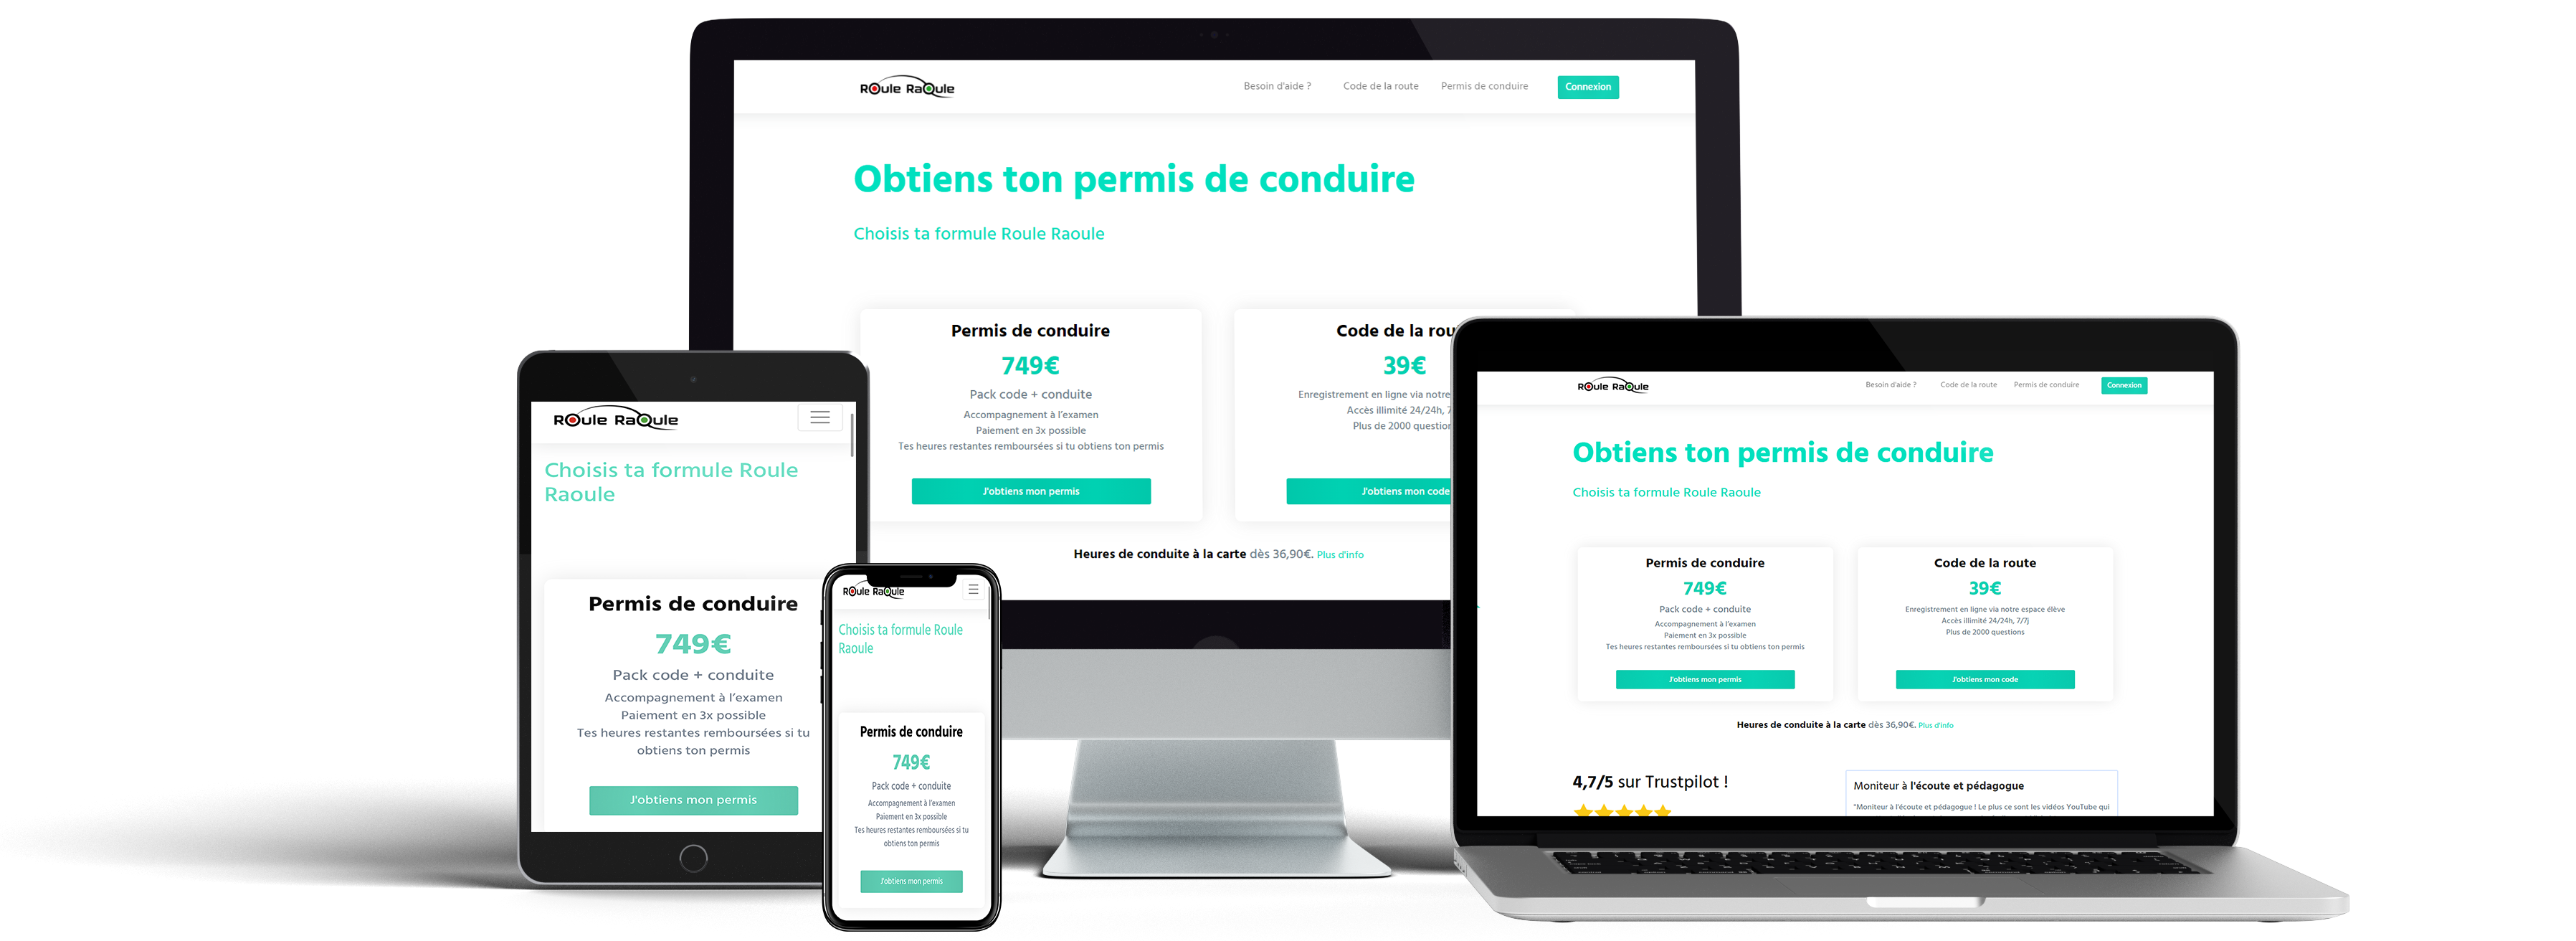 ROule RaOule
Besoin d'aide ?
Code de la route
Permis de conduire
Connexion
Obtiens ton permis de conduire
Choisis ta formule Roule Raoule
Permis de conduire
749€
Pack code + conduite
Accompagnement à l'examen
Paiement en 3x possible
Tes heures restantes remboursées si tu obtiens ton permis
J'obtiens mon permis
Code de la rou
39€
Enregistrement en ligne via notre
Accès illimité 24/24h, 7
Plus de 2000 question
J'obtiens mon code
Heures de conduite à la carte dès 36,90€. Plus d'info
ROule RaOule
Choisis ta formule Roule
Raoule
Permis de conduire
749€
Pack code + conduite
Accompagnement à l'examen
Paiement en 3x possible
Tes heures restantes remboursées si tu
obtiens ton permis
J'obtiens mon permis
ROule RaOule
Choisis ta formule Roule
Raoule
Permis de conduire
749€
Pack code + conduite
Accompagnement à l'examen
Paiement en 3x possible
Tes heures restantes remboursées si tu
obtiens ton permis
J'obtiens mon permis
ROule RaOule
Besoin d'aide ?
Code de la route
Permis de conduire
Connexion
Obtiens ton permis de conduire
Choisis ta formule Roule Raoule
Permis de conduire
749€
Pack code + conduite
Accompagnement à l'examen
Paiement en 3x possible
Tes heures restantes remboursées si tu obtiens ton permis
J'obtiens mon permis
Code de la route
39€
Enregistrement en ligne via notre espace élève
Accès illimité 24/24h, 7/7j
Plus de 2000 questions
J'obtiens mon code
Heures de conduite à la carte dès 36,90€. Plus d'info
4,7/5 sur Trustpilot !
Moniteur à l'écoute et pédagogue
"Moniteur à l'écoute et pédagogue ! Le plus ce sont les vidéos YouTube qui